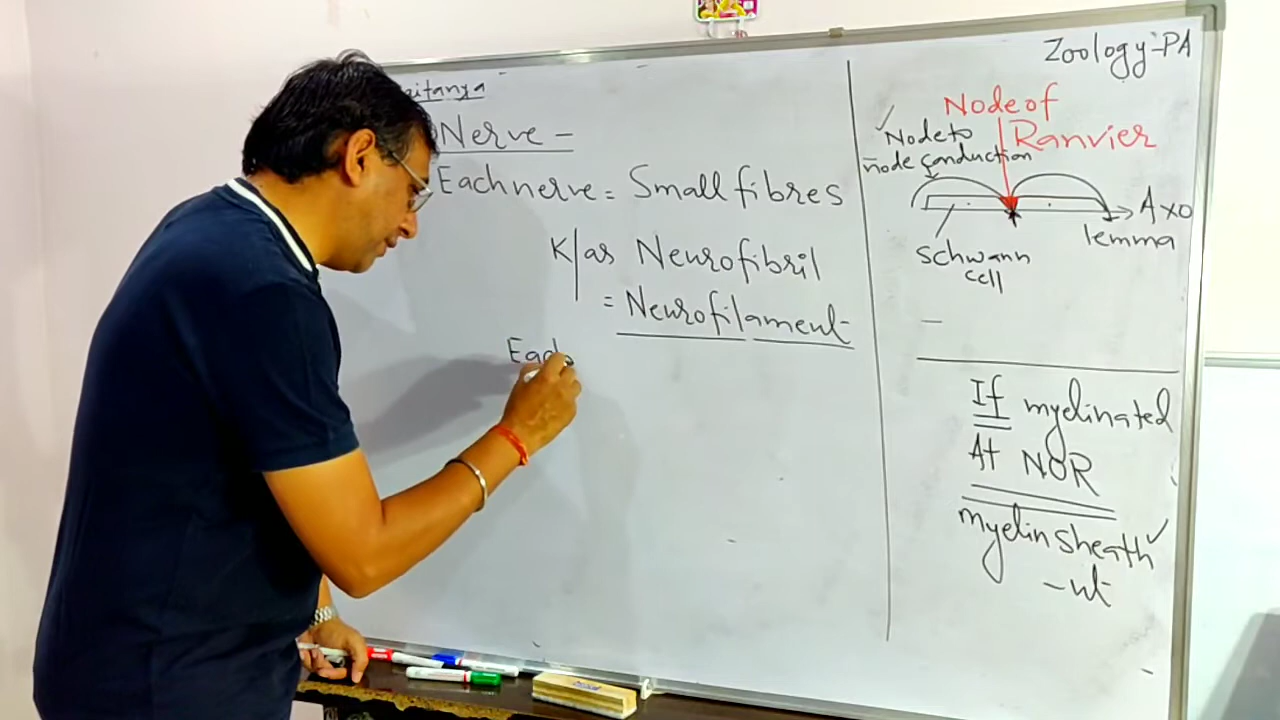 Nerve -
Each nerve = Small fibres
K/as Neurofibril
= Neurofilament
Each
Zoology-PA
Node of
Ranvier
✓ Node to
node conduction
Axo
lemma
Schwann
cell
If myelinated
At NOR
myelin sheath ✓